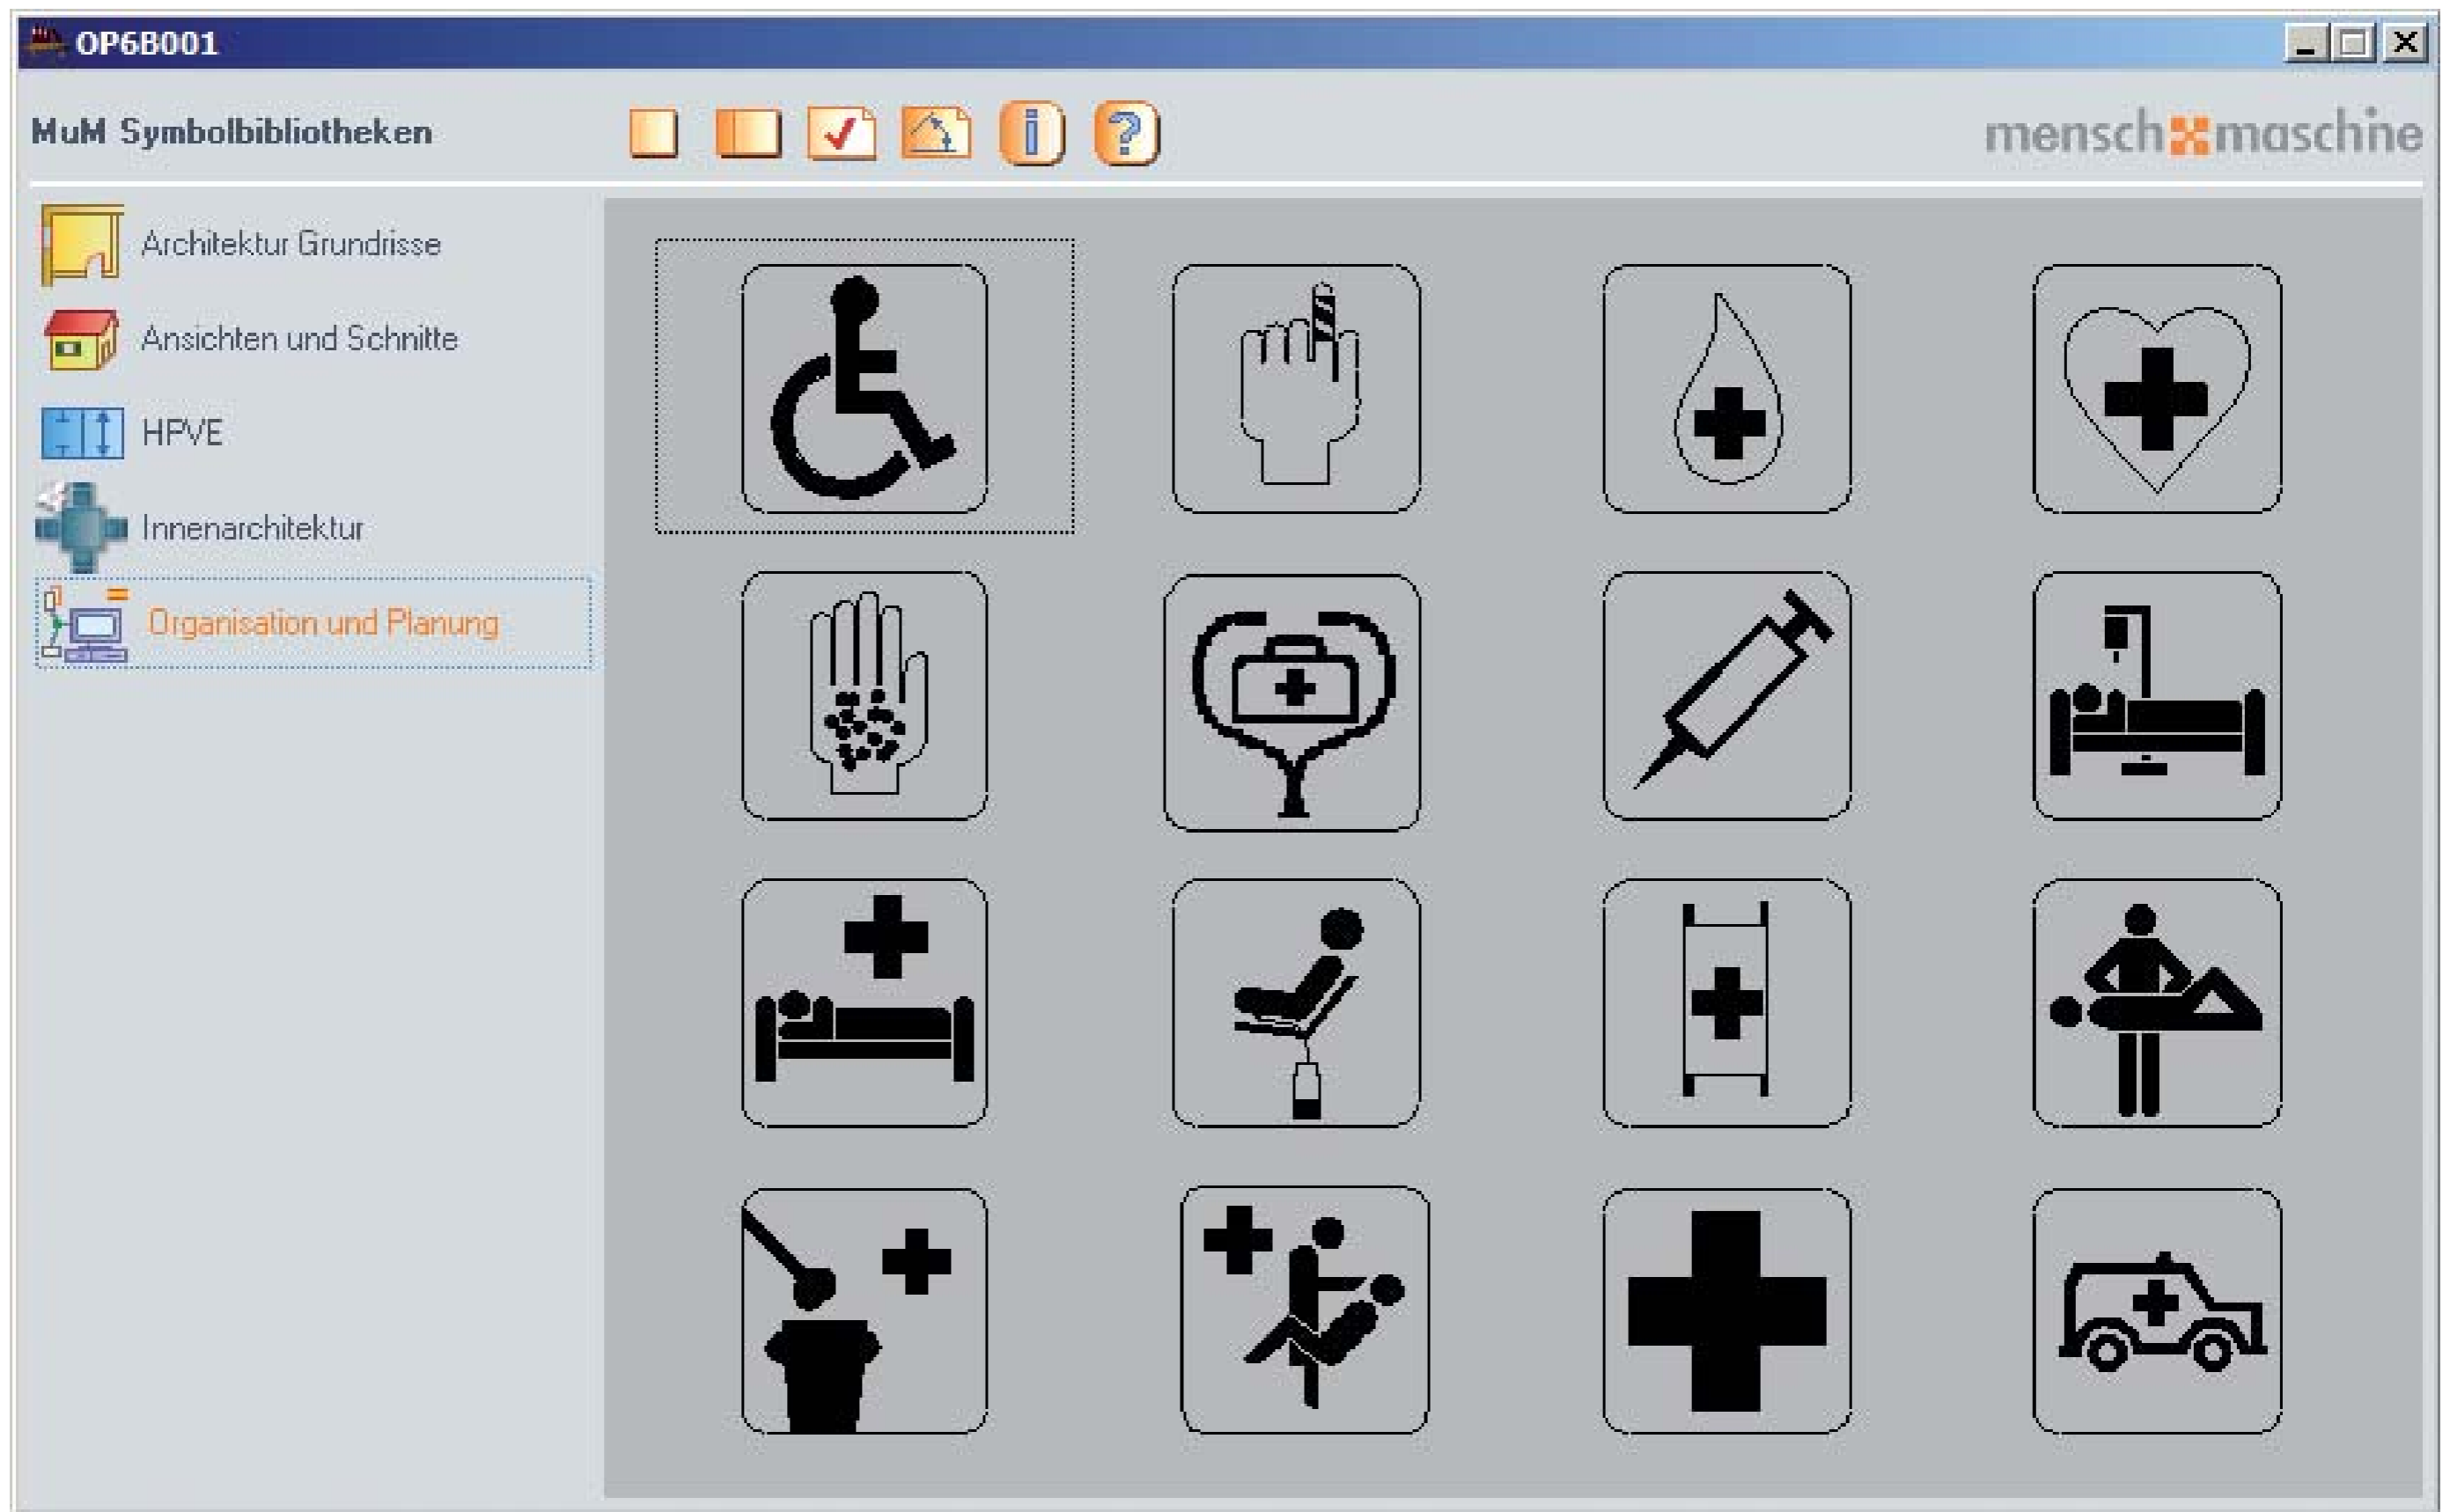 OP6B001
MuM Symbolbibliotheken
mensch maschine
Architektur Grundrisse
Ansichten und Schnitte
HPVE
Innenarchitektur
Organisation und Planung